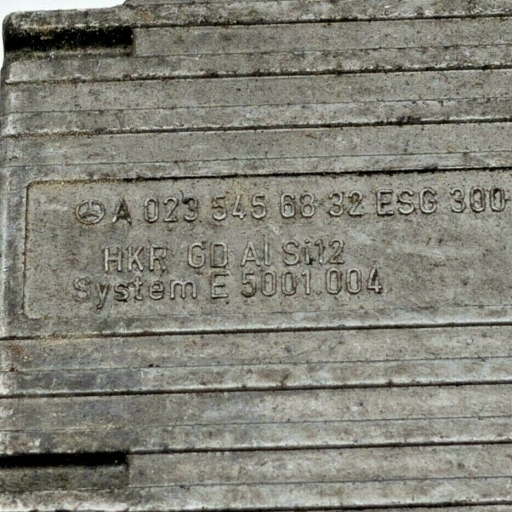 A 023 545 68 32 ESG 300
HKR GD Al Si12
System E 5001.004